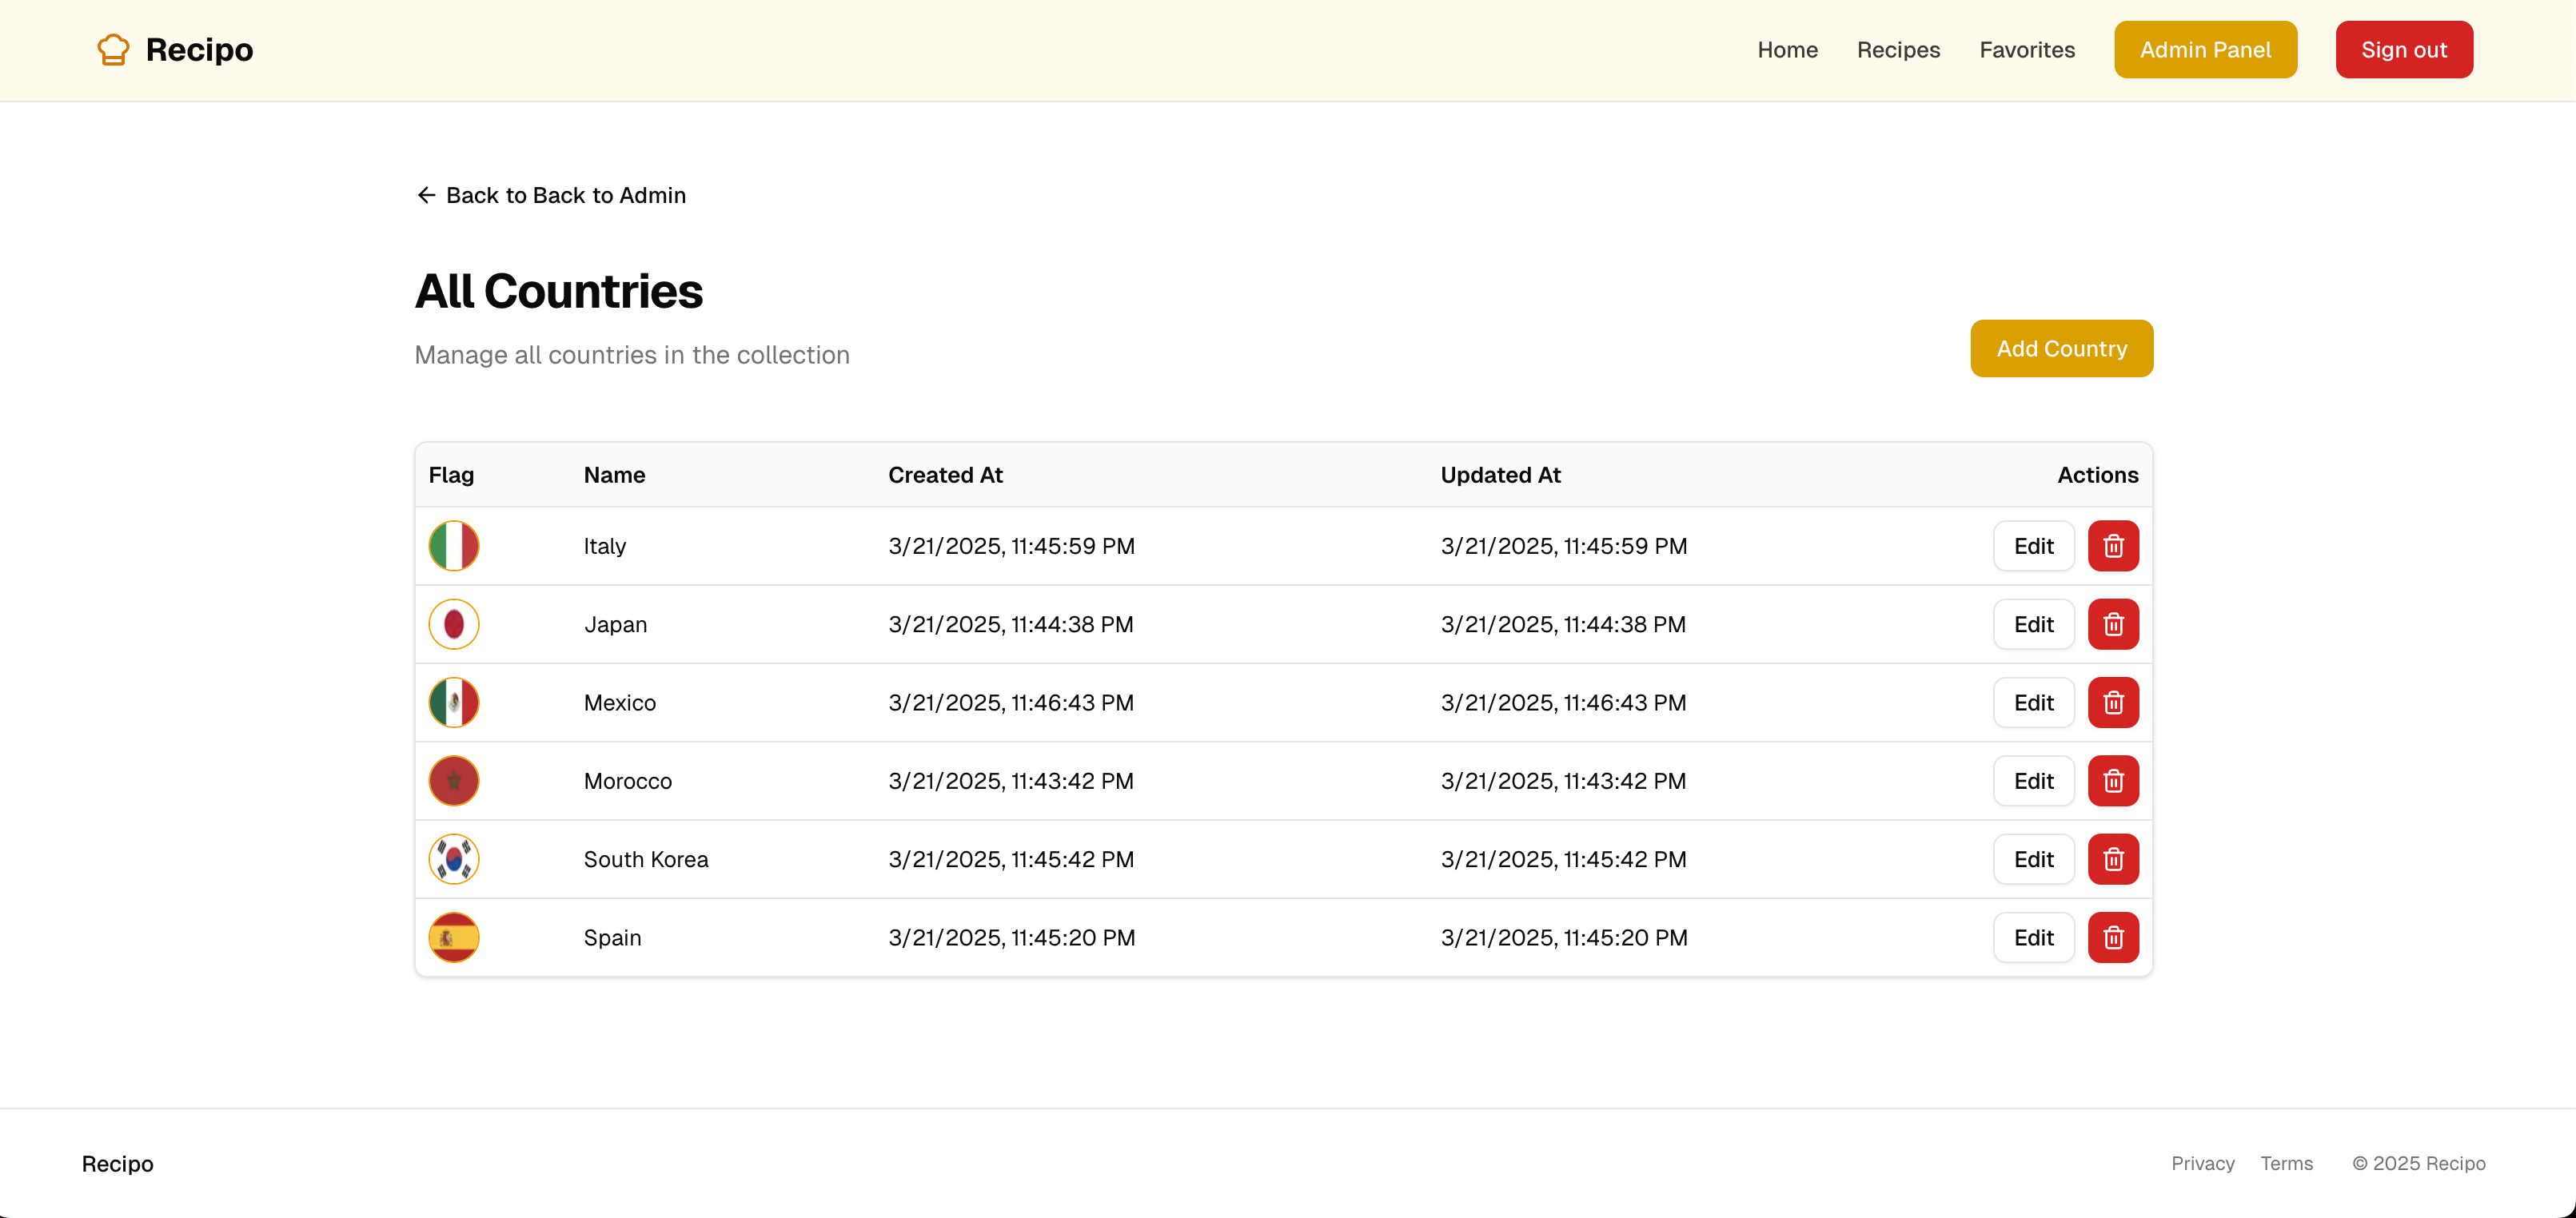 Recipo
Home Recipes Favorites Admin Panel Sign out
Back to Back to Admin
All Countries
Manage all countries in the collection
Add Country
Flag Name Created At Updated At Actions
Italy 3/21/2025, 11:45:59 PM 3/21/2025, 11:45:59 PM Edit
Japan 3/21/2025, 11:44:38 PM 3/21/2025, 11:44:38 PM Edit
Mexico 3/21/2025, 11:46:43 PM 3/21/2025, 11:46:43 PM Edit
Morocco 3/21/2025, 11:43:42 PM 3/21/2025, 11:43:42 PM Edit
South Korea 3/21/2025, 11:45:42 PM 3/21/2025, 11:45:42 PM Edit
Spain 3/21/2025, 11:45:20 PM 3/21/2025, 11:45:20 PM Edit
Recipo
Privacy Terms © 2025 Recipo